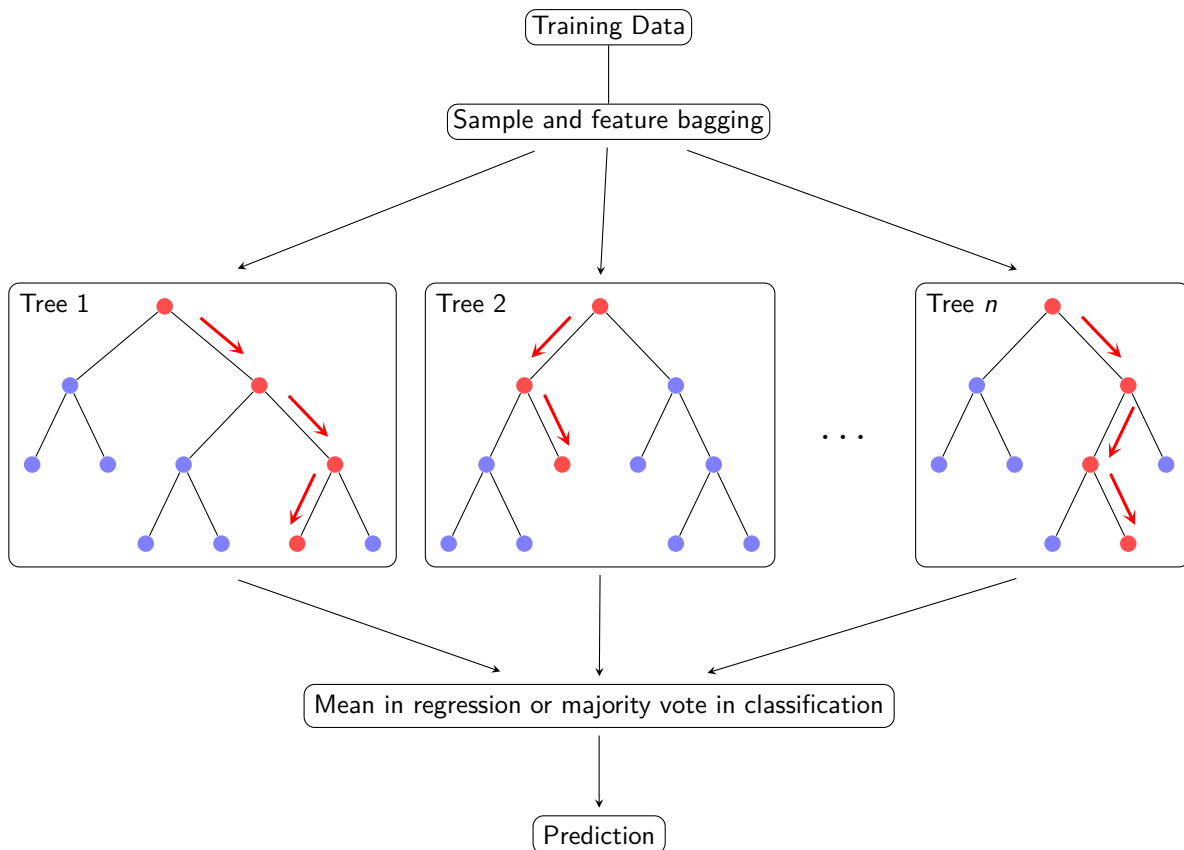 Training Data
Sample and feature bagging
Tree 1
Tree 2
Tree n
...
Mean in regression or majority vote in classification
Prediction